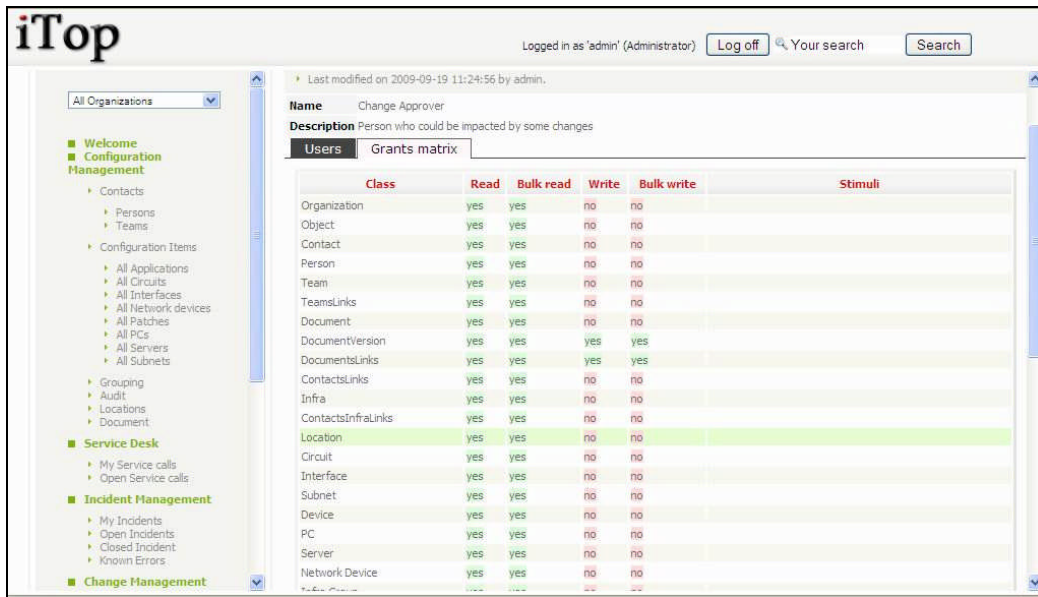 iTop
Logged in as 'admin' (Administrator) Log off Your search Search
All Organizations
Welcome
Configuration
Management
Contacts
Persons
Teams
Configuration Items
All Applications
All Circuits
All Interfaces
All Network devices
All Patches
All PCs
All Servers
All Subnets
Grouping
Audit
Locations
Document
Service Desk
My Service calls
Open Service calls
Incident Management
My Incidents
Open Incidents
Closed Incident
Known Errors
Change Management
Last modified on 2009-09-19 11:24:56 by admin.
Name Change Approver
Description Person who could be impacted by some changes
Users Grants matrix
Class Read Bulk read Write Bulk write Stimuli
Organization yes yes no no
Object yes yes no no
Contact yes yes no no
Person yes yes no no
Team yes yes no no
TeamsLinks yes yes no no
Document yes yes no no
DocumentVersion yes yes yes yes
DocumentsLinks yes yes yes yes
ContactsLinks yes yes no no
Infra yes yes no no
ContactsInfraLinks yes yes no no
Location yes yes no no
Circuit yes yes no no
Interface yes yes no no
Subnet yes yes no no
Device yes yes no no
PC yes yes no no
Server yes yes no no
Network Device yes yes no no